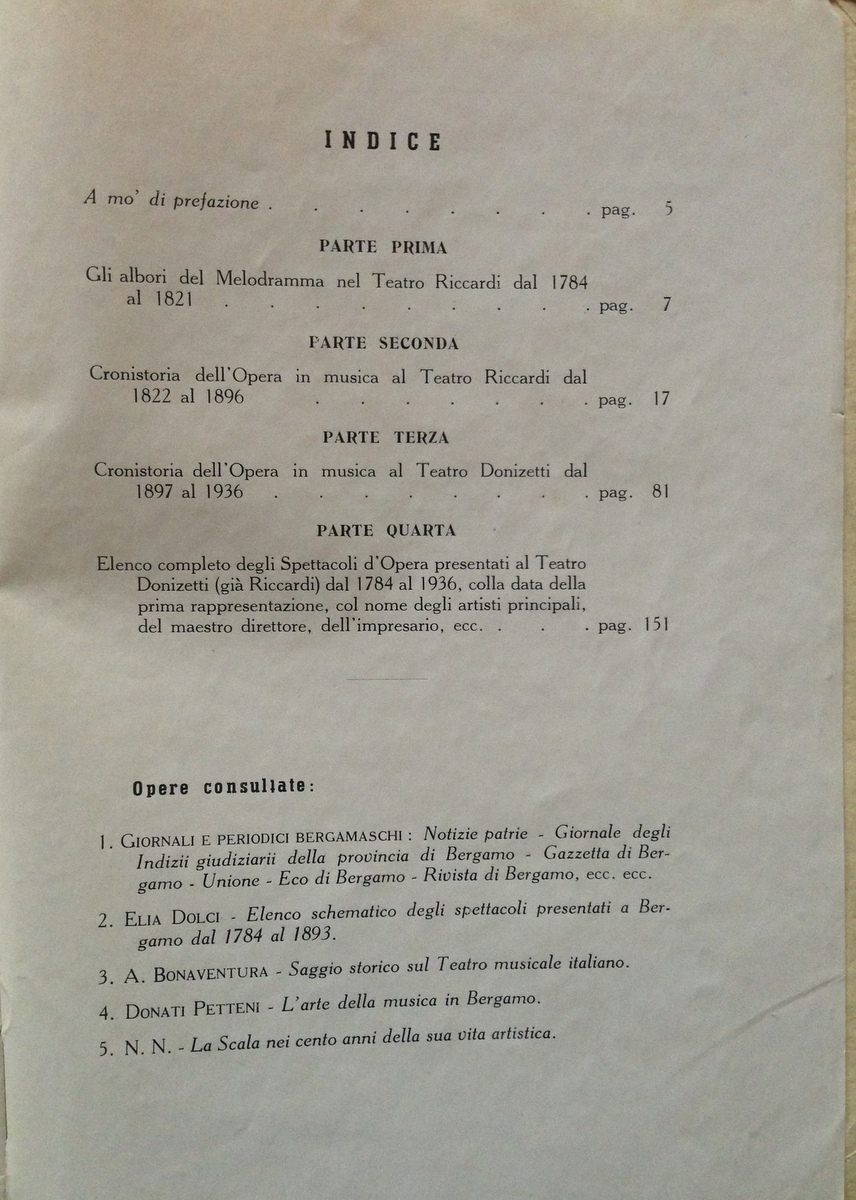 INDICE
A mo' di prefazione . . . . . . . . pag. 5
PARTE PRIMA
Gli albori del Melodramma nel Teatro Riccardi dal 1784
al 1821 . . . . . . . . . pag. 7
PARTE SECONDA
Cronistoria dell'Opera in musica al Teatro Riccardi dal
1822 al 1896 . . . . . . . pag. 17
PARTE TERZA
Cronistoria dell'Opera in musica al Teatro Donizetti dal
1897 al 1936 . . . . . . . . pag. 81
PARTE QUARTA
Elenco completo degli Spettacoli d'Opera presentati al Teatro
Donizetti (già Riccardi) dal 1784 al 1936, colla data della
prima rappresentazione, col nome degli artisti principali,
del maestro direttore, dell'impresario, ecc. . . . pag. 151
Opere consultate:
1. GIORNALI E PERIODICI BERGAMASCHI : Notizie patrie - Giornale degli
Indizii giudiziarii della provincia di Bergamo - Gazzetta di Ber-
gamo - Unione - Eco di Bergamo - Rivista di Bergamo, ecc. ecc.
2. ELIA DOLCI - Elenco schematico degli spettacoli presentati a Ber-
gamo dal 1784 al 1893.
3. A. BONAVENTURA - Saggio storico sul Teatro musicale italiano.
4. DONATI PETTENI - L'arte della musica in Bergamo.
5. N. N. - La Scala nei cento anni della sua vita artistica.